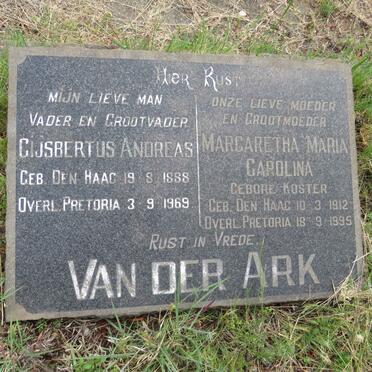 Hier Rust
Mijn Lieve Man
Vader en Grootvader
Gijsbertus Andreas
Geb. Den Haag 19-8-1888
Overl. Pretoria 3-9-1969
Onze Lieve Moeder
en Grootmoeder
Margaretha Maria
Carolina
Gebore Koster
Geb. Den Haag 10-3-1912
Overl. Pretoria 18-9-1995
Rust in Vrede.
Van der Ark